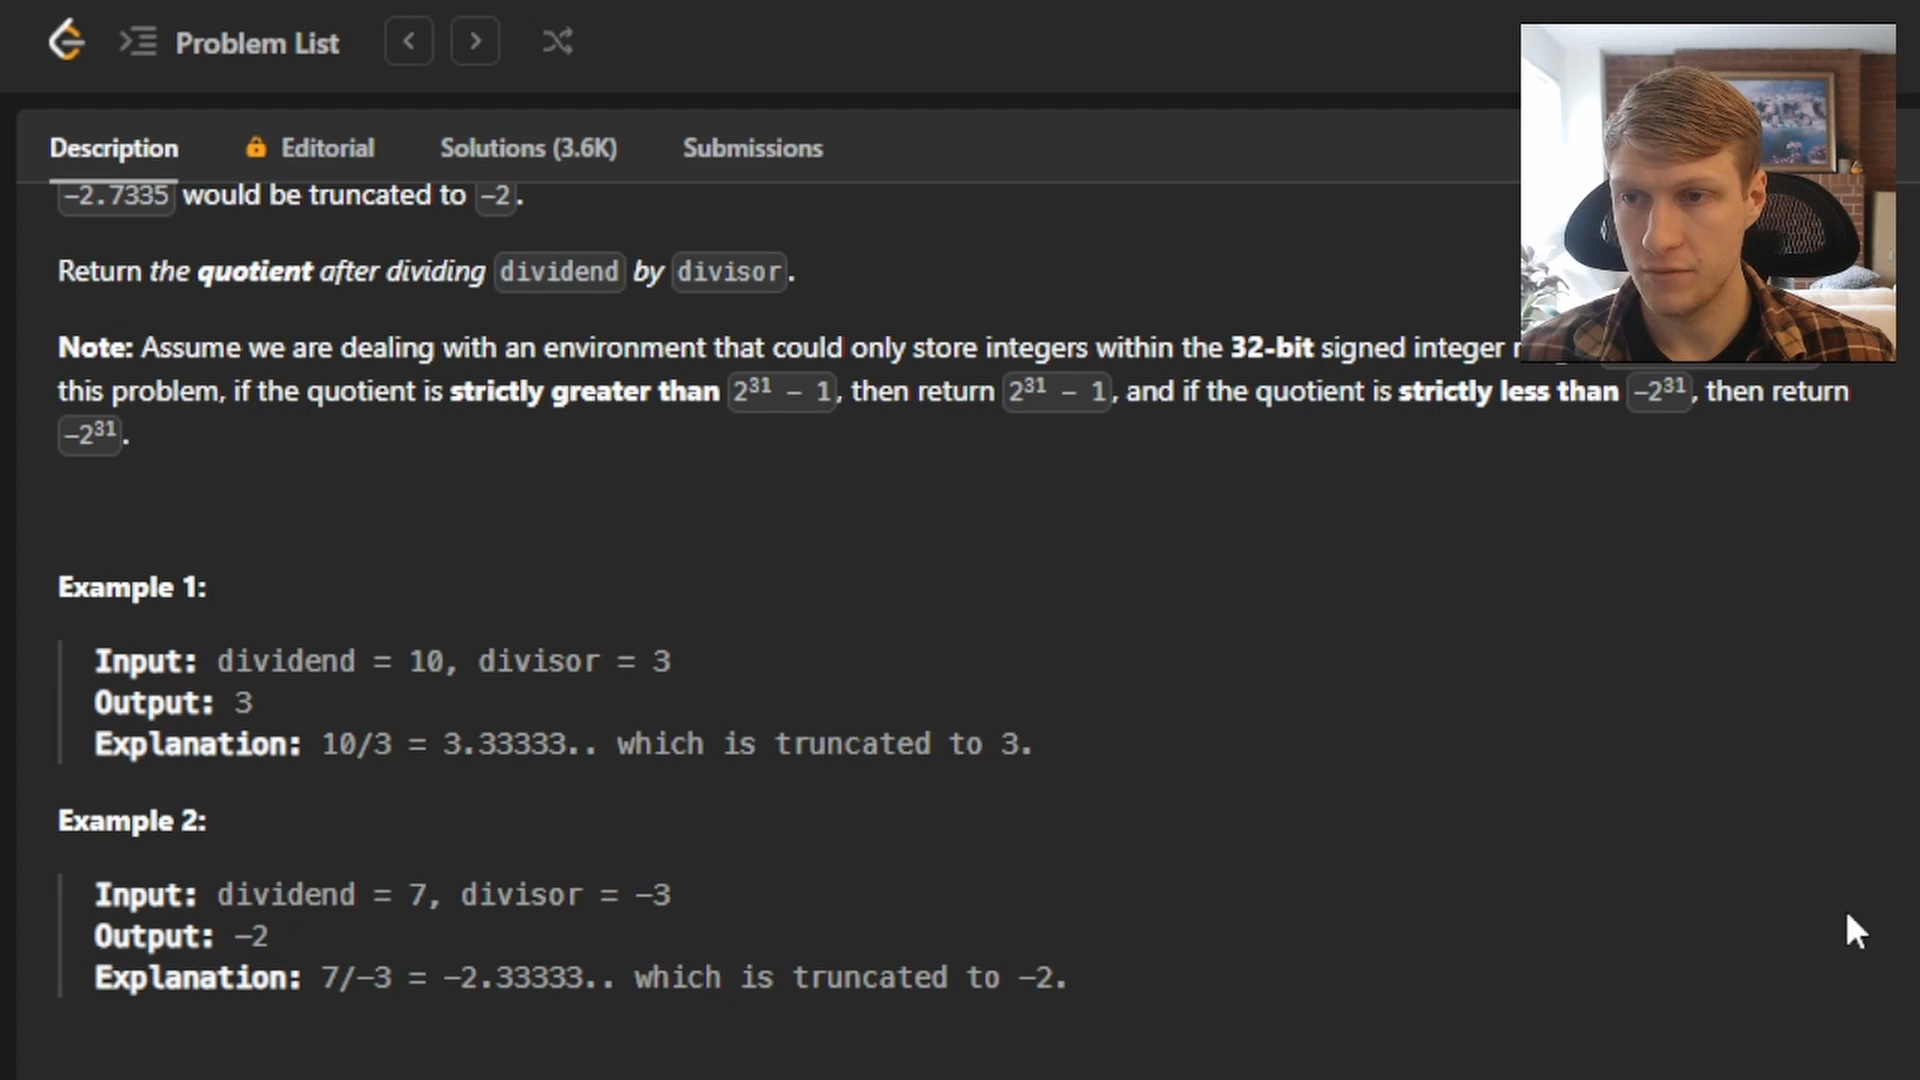 Problem List
Description Editorial Solutions (3.6K) Submissions
-2.7335 would be truncated to -2.
Return the quotient after dividing dividend by divisor.
Note: Assume we are dealing with an environment that could only store integers within the 32-bit signed integer
this problem, if the quotient is strictly greater than 2³¹ - 1, then return 2³¹ - 1, and if the quotient is strictly less than -2³¹, then return
-2³¹.
Example 1:
Input: dividend = 10, divisor = 3
Output: 3
Explanation: 10/3 = 3.33333.. which is truncated to 3.
Example 2:
Input: dividend = 7, divisor = -3
Output: -2
Explanation: 7/-3 = -2.33333.. which is truncated to -2.